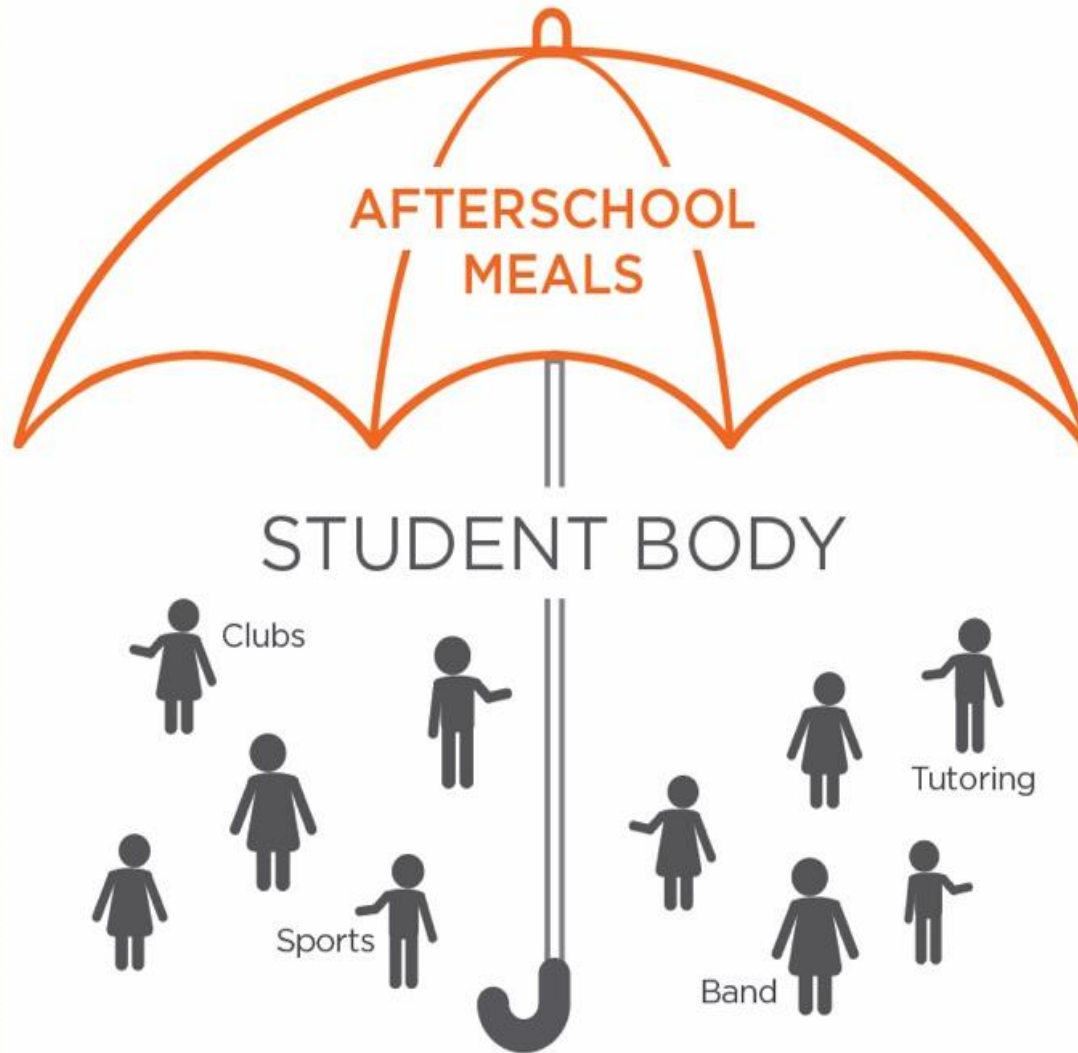 AFTERSCHOOL
MEALS
STUDENT BODY
Clubs
Tutoring
Sports
Band